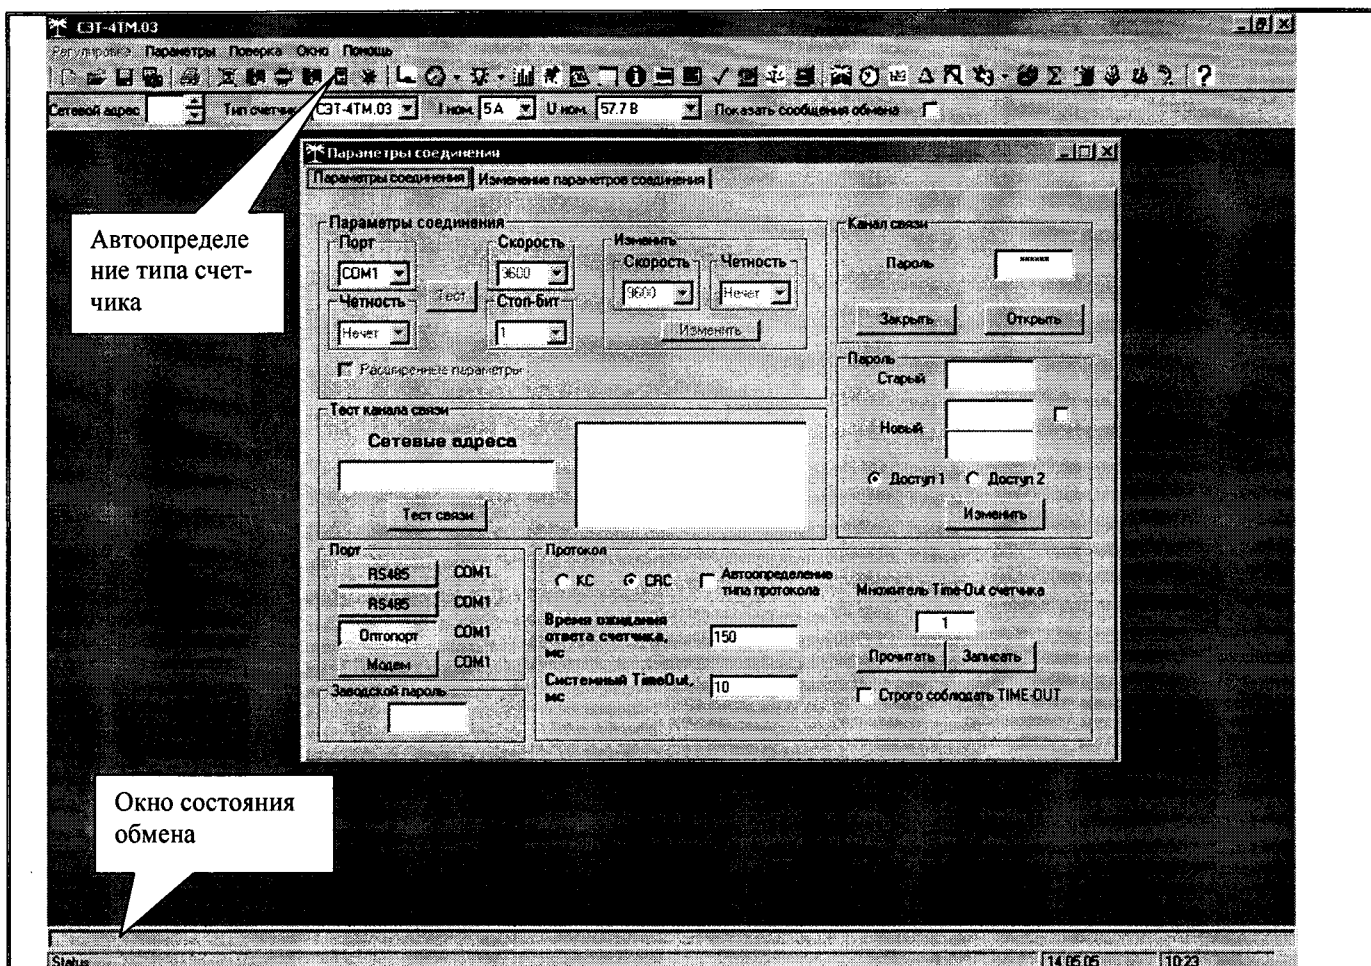 СЭТ-4ТМ.03
Регулировка Параметры Поверка Окно Помощь
Сетевой адрес Тип счетчика СЭТ-4ТМ.03 I ном. 5 А U ном. 57.7 В Показать сообщения обмена
Параметры соединения
Параметры соединения Изменение параметров соединения
Автоопределе
ние типа счет-
чика
Параметры соединения
Порт
COM1
Скорость
9600
Четность
Нечет
Тест
Стоп-бит
1
Изменить
Скорость
9600
Четность
Нечет
Изменить
Расширенные параметры
Канал связи
Пароль ******
Закрыть Открыть
Пароль
Старый
Новый
Доступ 1 Доступ 2
Изменить
Тест канала связи
Сетевые адреса
Тест связи
Порт
RS485 COM1
RS485 COM1
Оптопорт COM1
Модем COM1
Заводской пароль
Протокол
КС CRC Автоопределение
типа протокола
Время ожидания
ответа счетчика,
мс
150
Системный TimeOut,
мс
10
Множитель Time-Out счетчика
1
Прочитать Записать
Строго соблюдать TIME-OUT
Окно состояния
обмена
Status 14.05.05 10:23